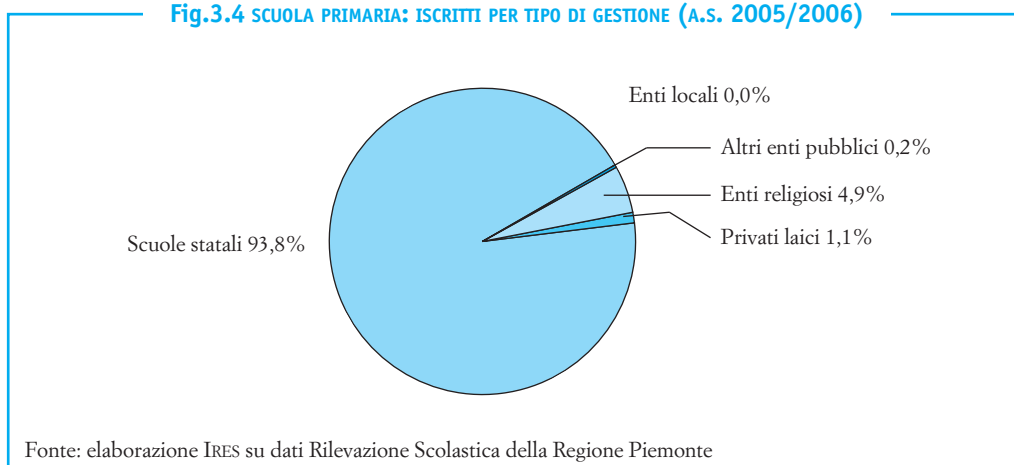 Fig.3.4 SCUOLA PRIMARIA: ISCRITTI PER TIPO DI GESTIONE (A.S. 2005/2006)
Enti locali 0,0%
Altri enti pubblici 0,2%
Enti religiosi 4,9%
Privati laici 1,1%
Scuole statali 93,8%
Fonte: elaborazione IRES su dati Rilevazione Scolastica della Regione Piemonte